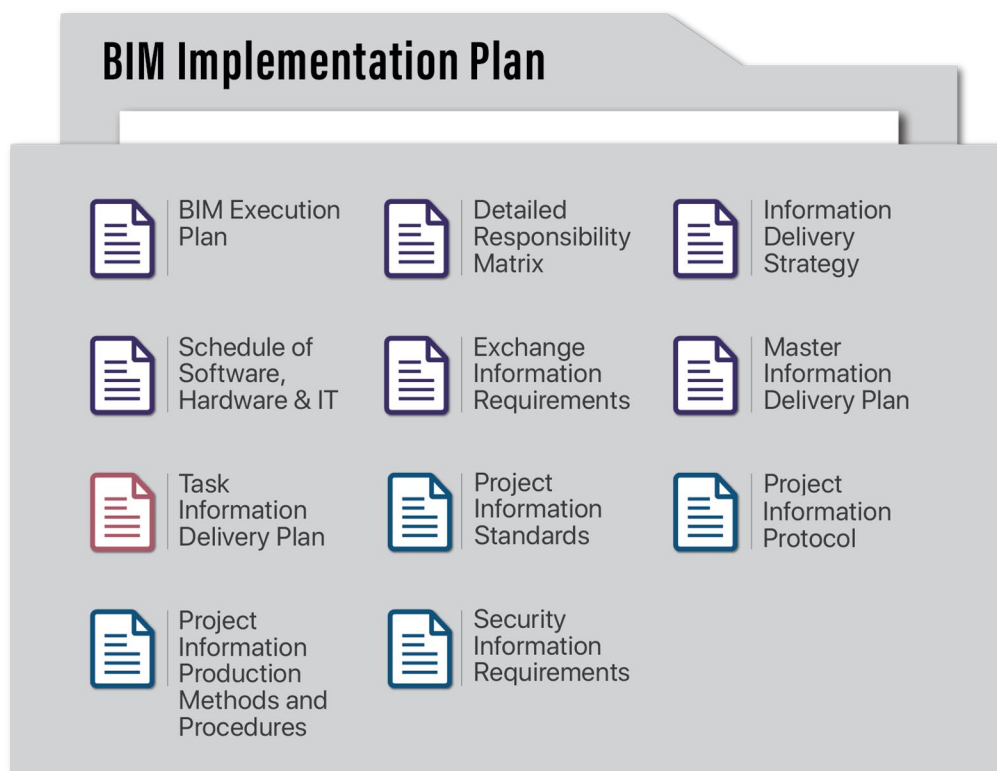 BIM Implementation Plan
BIM Execution
Plan
Detailed
Responsibility
Matrix
Information
Delivery
Strategy
Schedule of
Software,
Hardware & IT
Exchange
Information
Requirements
Master
Information
Delivery Plan
Task
Information
Delivery Plan
Project
Information
Standards
Project
Information
Protocol
Project
Information
Production
Methods and
Procedures
Security
Information
Requirements